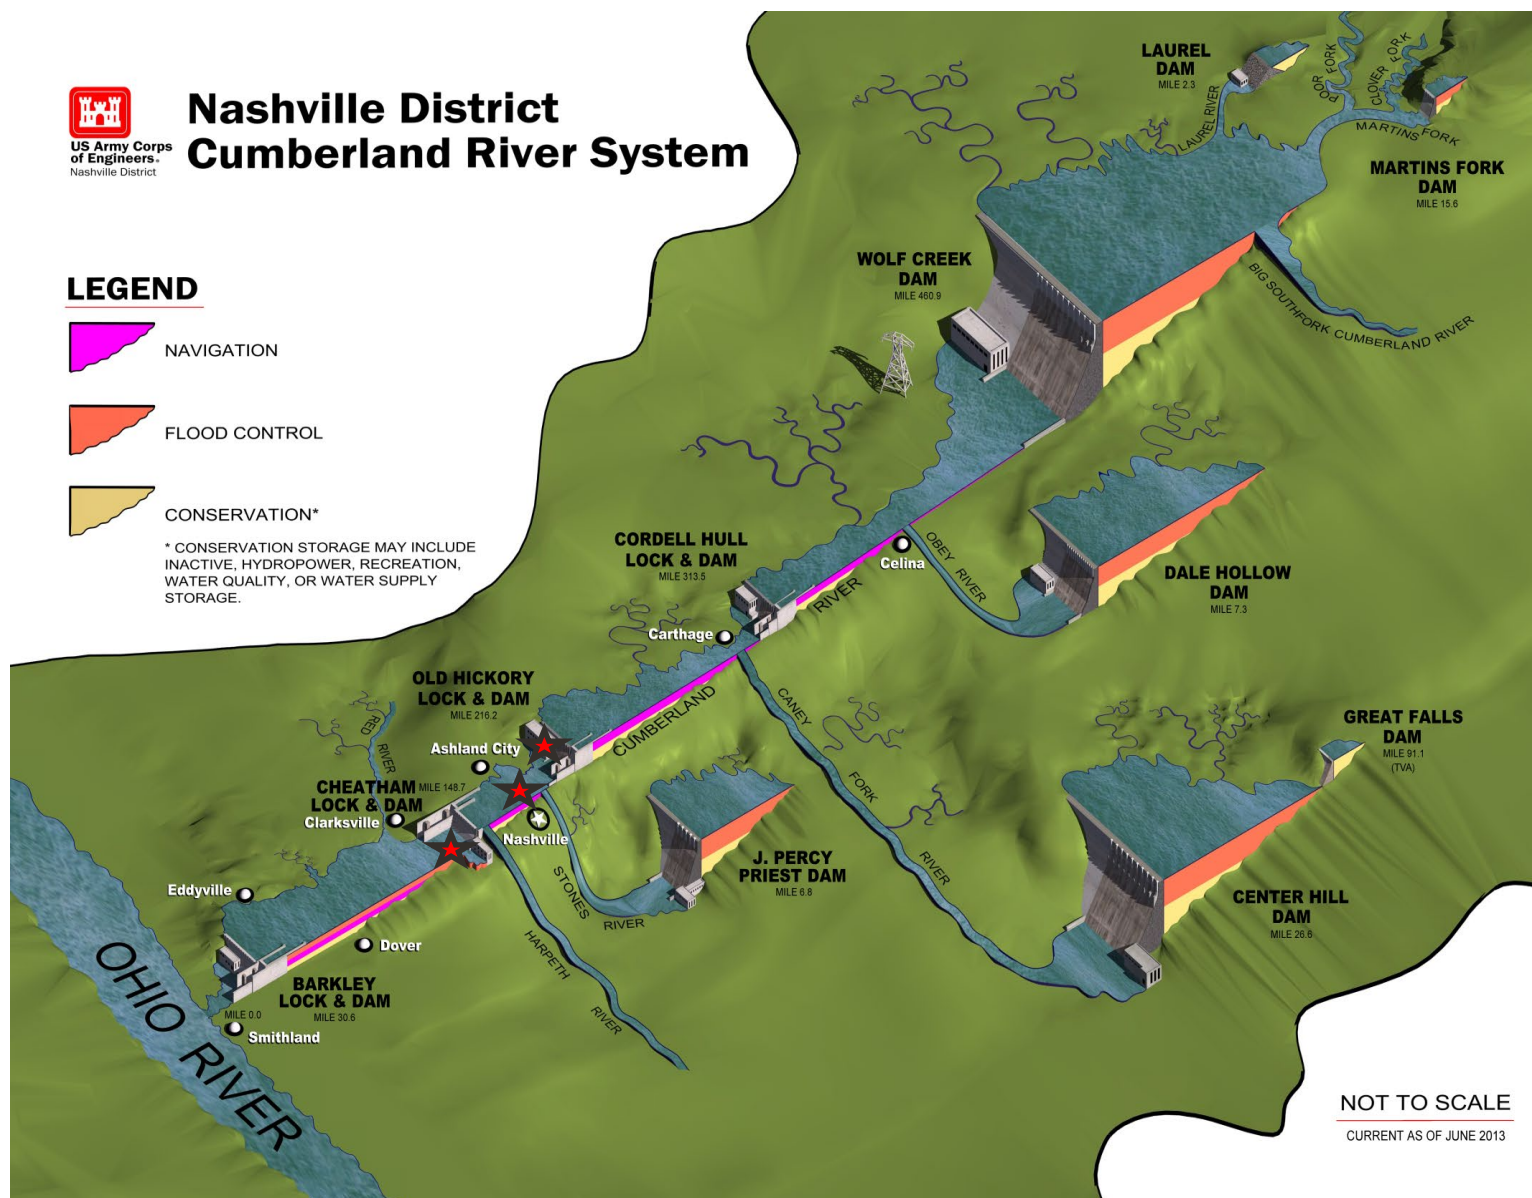 US Army Corps
of Engineers®
Nashville District
Nashville District
Cumberland River System
LEGEND
NAVIGATION
FLOOD CONTROL
CONSERVATION*
* CONSERVATION STORAGE MAY INCLUDE
INACTIVE, HYDROPOWER, RECREATION,
WATER QUALITY, OR WATER SUPPLY
STORAGE.
LAUREL
DAM
MILE 2.3
LAUREL RIVER
POOR FORK
CLOVER FORK
MARTINS FORK
MARTINS FORK
DAM
MILE 15.6
WOLF CREEK
DAM
MILE 460.9
BIG SOUTHFORK CUMBERLAND RIVER
CORDELL HULL
LOCK & DAM
MILE 313.5
Celina
OBEY RIVER
DALE HOLLOW
DAM
MILE 7.3
CUMBERLAND RIVER
Carthage
OLD HICKORY
LOCK & DAM
MILE 216.2
CANEY FORK RIVER
GREAT FALLS
DAM
MILE 91.1
(TVA)
RED RIVER
Ashland City
CHEATHAM
LOCK & DAM
MILE 148.7
Clarksville
Nashville
J. PERCY
PRIEST DAM
MILE 6.8
STONES RIVER
HARPETH RIVER
CENTER HILL
DAM
MILE 26.6
Eddyville
Dover
BARKLEY
LOCK & DAM
MILE 30.6
MILE 0.0
Smithland
OHIO RIVER
NOT TO SCALE
CURRENT AS OF JUNE 2013